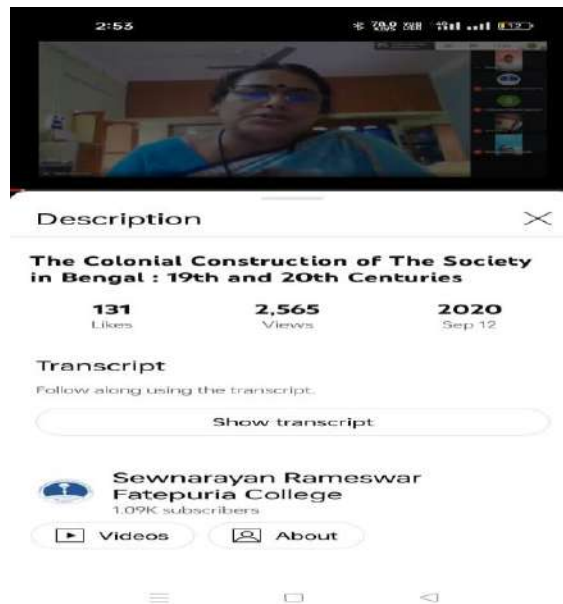 2:53
Description
The Colonial Construction of The Society
in Bengal : 19th and 20th Centuries
131
Likes
2,565
Views
2020
Sep 12
Transcript
Follow along using the transcript.
Show transcript
Sewnarayan Rameswar
Fatepuria College
1.09K subscribers
Videos
About